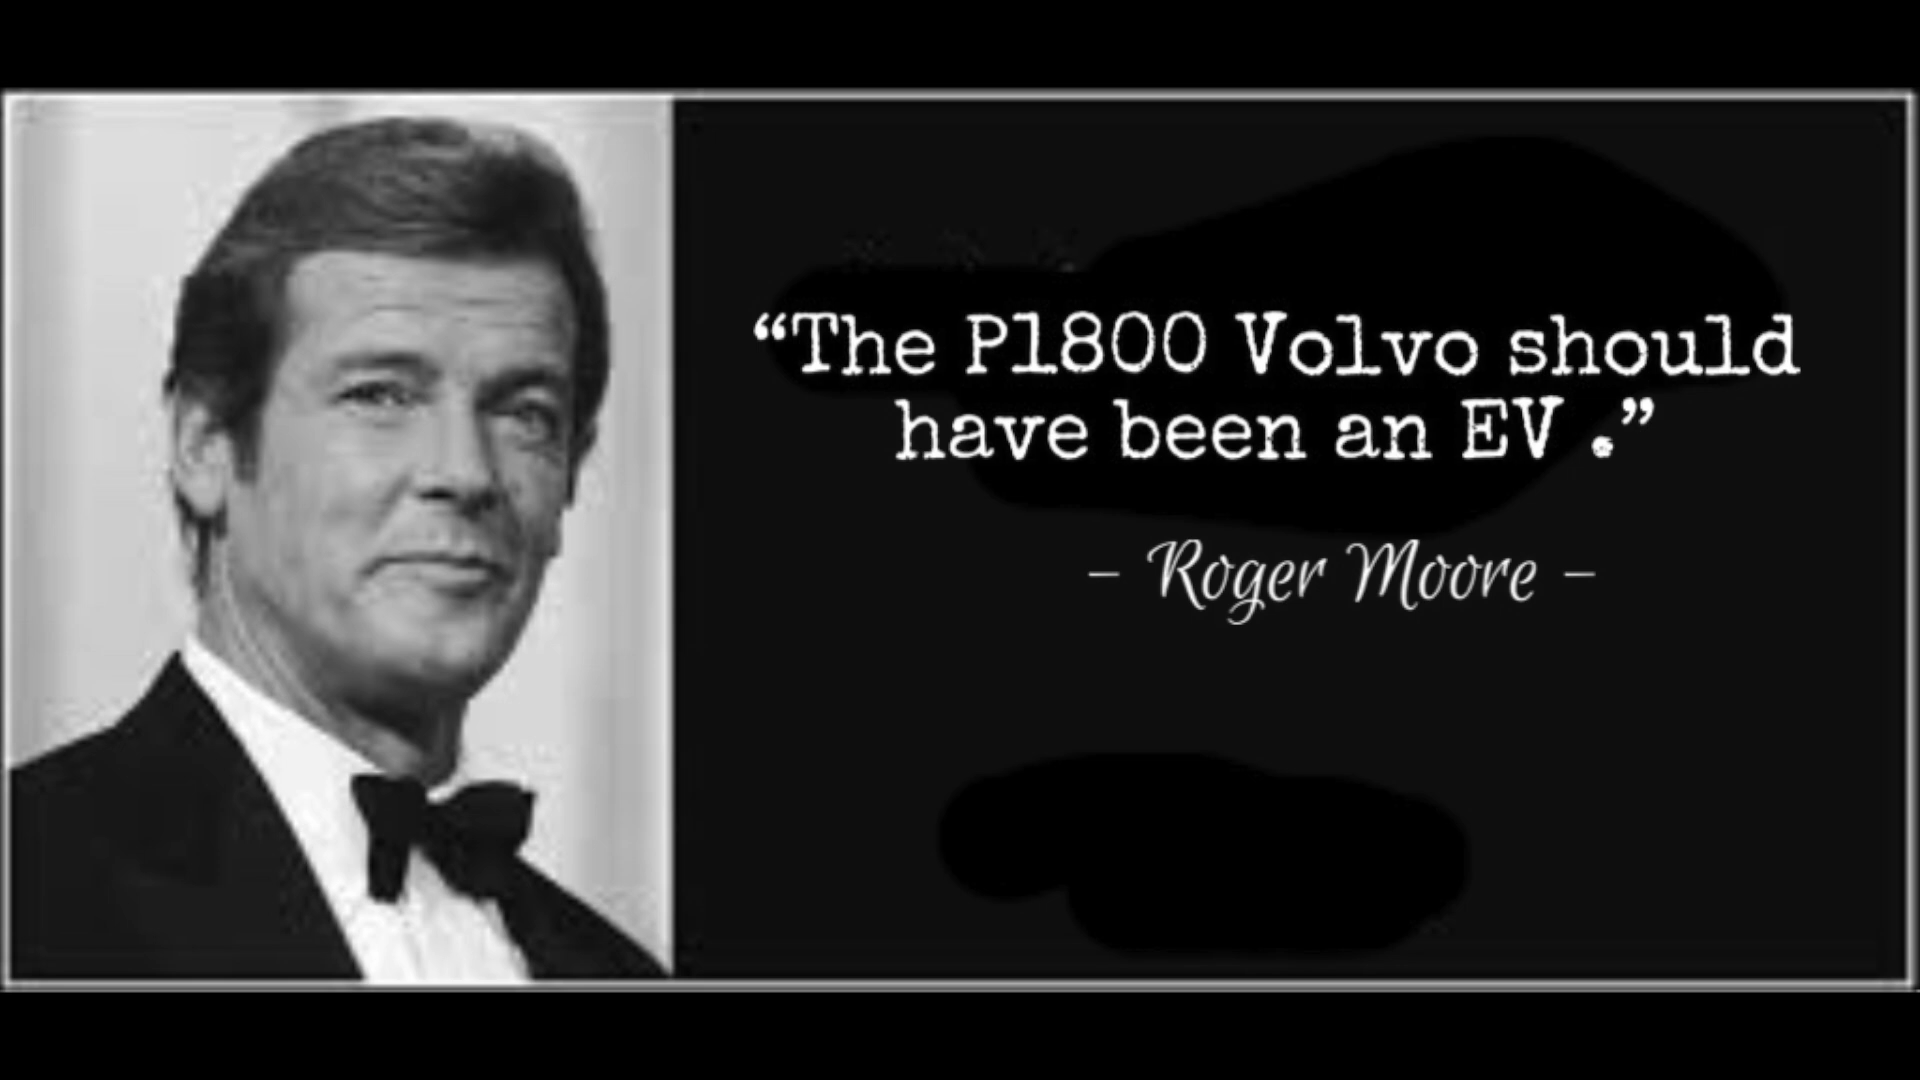 “The P1800 Volvo should
have been an EV .”
– Roger Moore –